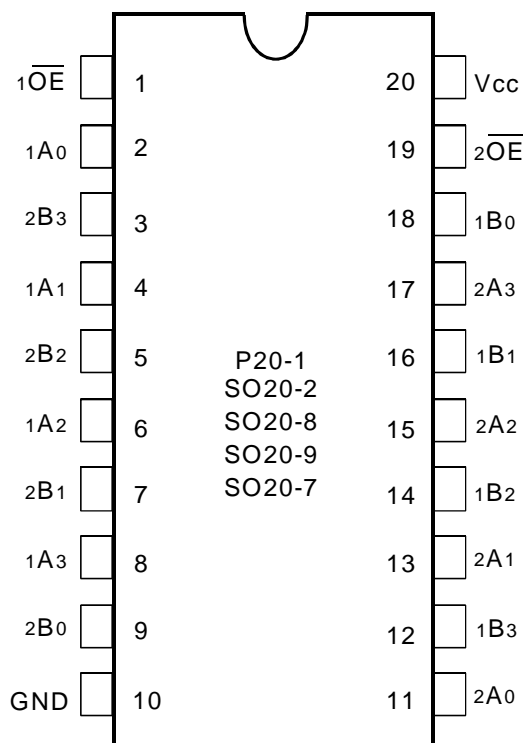 1O̅E̅ 1 20 Vcc
1A0 2 19 2O̅E̅
2B3 3 18 1B0
1A1 4 17 2A3
2B2 5 16 1B1
P20-1
SO20-2
1A2 6 SO20-8 15 2A2
SO20-9
2B1 7 SO20-7 14 1B2
1A3 8 13 2A1
2B0 9 12 1B3
GND 10 11 2A0